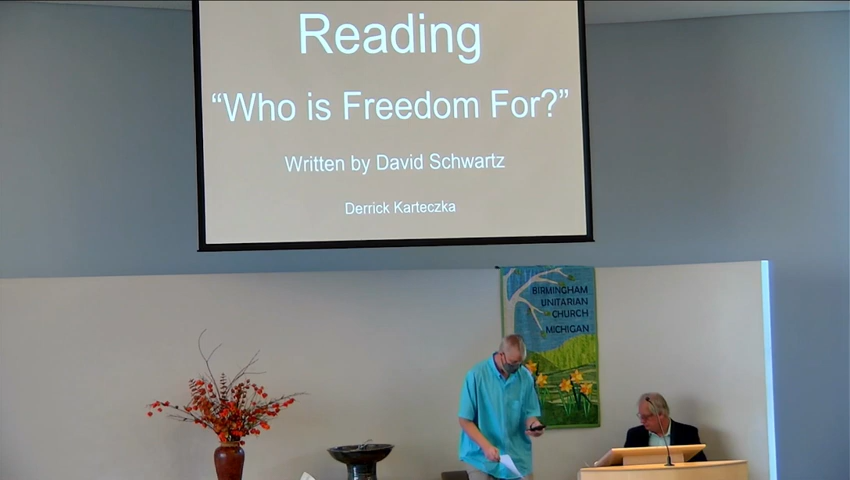 Reading
“Who is Freedom For?”
Written by David Schwartz
Derrick Karteczka
BIRMINGHAM
UNITARIAN
CHURCH
MICHIGAN